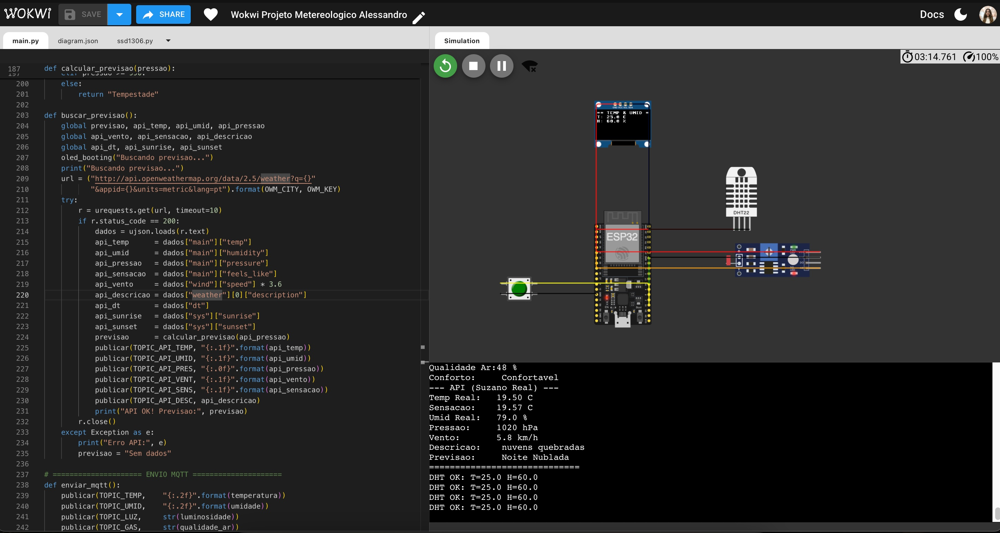 WOKWi
SAVE
SHARE
Wokwi Projeto Metereologico Alessandro
Docs
main.py
diagram.json
ssd1306.py
Simulation
03:14.761
100%
187 def calcular_previsao(pressao):
200 else:
201 return "Tempestade"
202
203 def buscar_previsao():
204 global previsao, api_temp, api_umid, api_pressao
205 global api_vento, api_sensacao, api_descricao
206 global api_dt, api_sunrise, api_sunset
207 oled_booting("Buscando previsao...")
208 print("Buscando previsao...")
209 url = ("http://api.openweathermap.org/data/2.5/weather?q={}"
210 "&appid={}&units=metric&lang=pt").format(OWM_CITY, OWM_KEY)
211 try:
212 r = urequests.get(url, timeout=10)
213 if r.status_code == 200:
214 dados = ujson.loads(r.text)
215 api_temp = dados["main"]["temp"]
216 api_umid = dados["main"]["humidity"]
217 api_pressao = dados["main"]["pressure"]
218 api_sensacao = dados["main"]["feels_like"]
219 api_vento = dados["wind"]["speed"] * 3.6
220 api_descricao = dados["weather"][0]["description"]
221 api_dt = dados["dt"]
222 api_sunrise = dados["sys"]["sunrise"]
223 api_sunset = dados["sys"]["sunset"]
224 previsao = calcular_previsao(api_pressao)
225 publicar(TOPIC_API_TEMP, "{:.1f}".format(api_temp))
226 publicar(TOPIC_API_UMID, "{:.1f}".format(api_umid))
227 publicar(TOPIC_API_PRES, "{:.0f}".format(api_pressao))
228 publicar(TOPIC_API_VENT, "{:.1f}".format(api_vento))
229 publicar(TOPIC_API_SENS, "{:.1f}".format(api_sensacao))
230 publicar(TOPIC_API_DESC, api_descricao)
231 print("API OK! Previsao:", previsao)
232 r.close()
233 except Exception as e:
234 print("Erro API:", e)
235 previsao = "Sem dados"
236
237 # ===================== ENVIO MQTT =====================
238 def enviar_mqtt():
239 publicar(TOPIC_TEMP, "{:.2f}".format(temperatura))
240 publicar(TOPIC_UMID, "{:.2f}".format(umidade))
241 publicar(TOPIC_LUZ, str(luminosidade))
242 publicar(TOPIC_GAS, str(qualidade_ar))
GND VCC SCL SDA
== TEMP & UMID =
T: 25.0 C
H: 60.0 %
DHT22
ESP32
EN
Boot
Qualidade Ar:48 %
Conforto: Confortavel
--- API (Suzano Real) ---
Temp Real: 19.50 C
Sensacao: 19.57 C
Umid Real: 79.0 %
Pressao: 1020 hPa
Vento: 5.8 km/h
Descricao: nuvens quebradas
Previsao: Noite Nublada
=============================
DHT OK: T=25.0 H=60.0
DHT OK: T=25.0 H=60.0
DHT OK: T=25.0 H=60.0
DHT OK: T=25.0 H=60.0